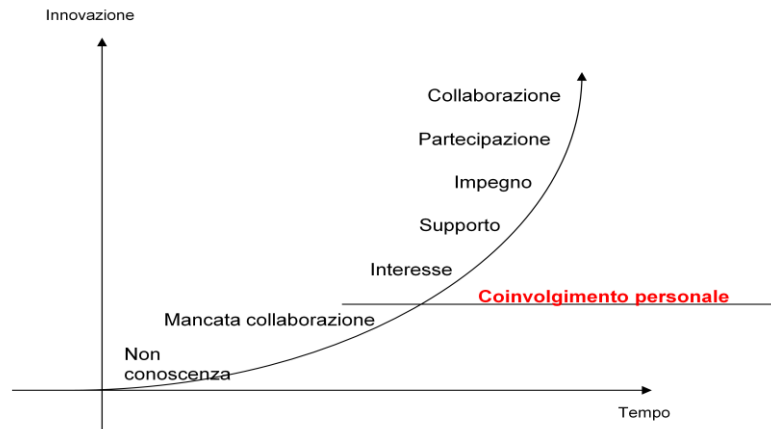 Innovazione
Collaborazione
Partecipazione
Impegno
Supporto
Interesse
Coinvolgimento personale
Mancata collaborazione
Non
conoscenza
Tempo